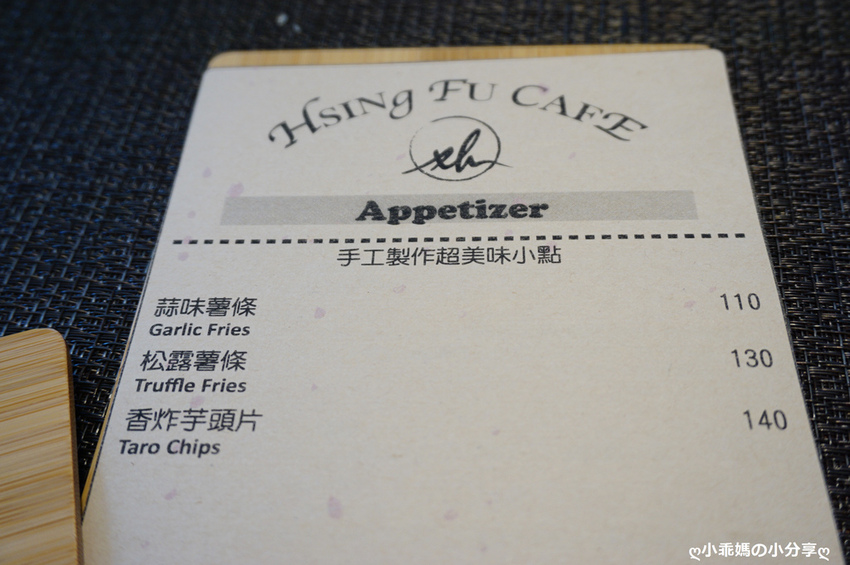 HSINg FU CAFE
Appetizer
手工製作超美味小點
蒜味薯條 110
Garlic Fries
松露薯條 130
Truffle Fries
香炸芋頭片 140
Taro Chips
ღ小乖媽の小分享ღ